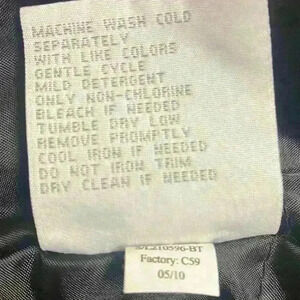 MACHINE WASH COLD
SEPARATELY
WITH LIKE COLORS
GENTLE CYCLE
MILD DETERGENT
ONLY NON-CHLORINE
BLEACH IF NEEDED
TUMBLE DRY LOW
REMOVE PROMPTLY
COOL IRON IF NEEDED
DO NOT IRON TRIM
DRY CLEAN IF NEEDED
Factory: C59
05/10